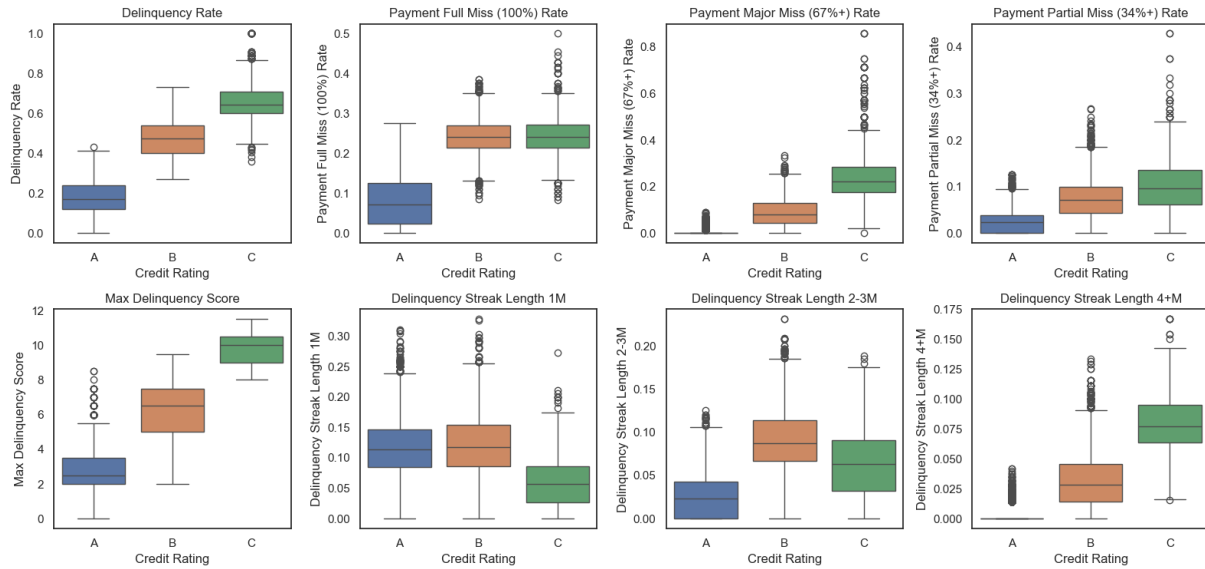 Delinquency Rate
Delinquency Rate
1.0
0.8
0.6
0.4
0.2
0.0
A B C
Credit Rating
Payment Full Miss (100%) Rate
Payment Full Miss (100%) Rate
0.5
0.4
0.3
0.2
0.1
0.0
A B C
Credit Rating
Payment Major Miss (67%+) Rate
Payment Major Miss (67%+) Rate
0.8
0.6
0.4
0.2
0.0
A B C
Credit Rating
Payment Partial Miss (34%+) Rate
Payment Partial Miss (34%+) Rate
0.4
0.3
0.2
0.1
0.0
A B C
Credit Rating
Max Delinquency Score
Max Delinquency Score
12
10
8
6
4
2
0
A B C
Credit Rating
Delinquency Streak Length 1M
Delinquency Streak Length 1M
0.30
0.25
0.20
0.15
0.10
0.05
0.00
A B C
Credit Rating
Delinquency Streak Length 2-3M
Delinquency Streak Length 2-3M
0.20
0.15
0.10
0.05
0.00
A B C
Credit Rating
Delinquency Streak Length 4+M
Delinquency Streak Length 4+M
0.175
0.150
0.125
0.100
0.075
0.050
0.025
0.000
A B C
Credit Rating